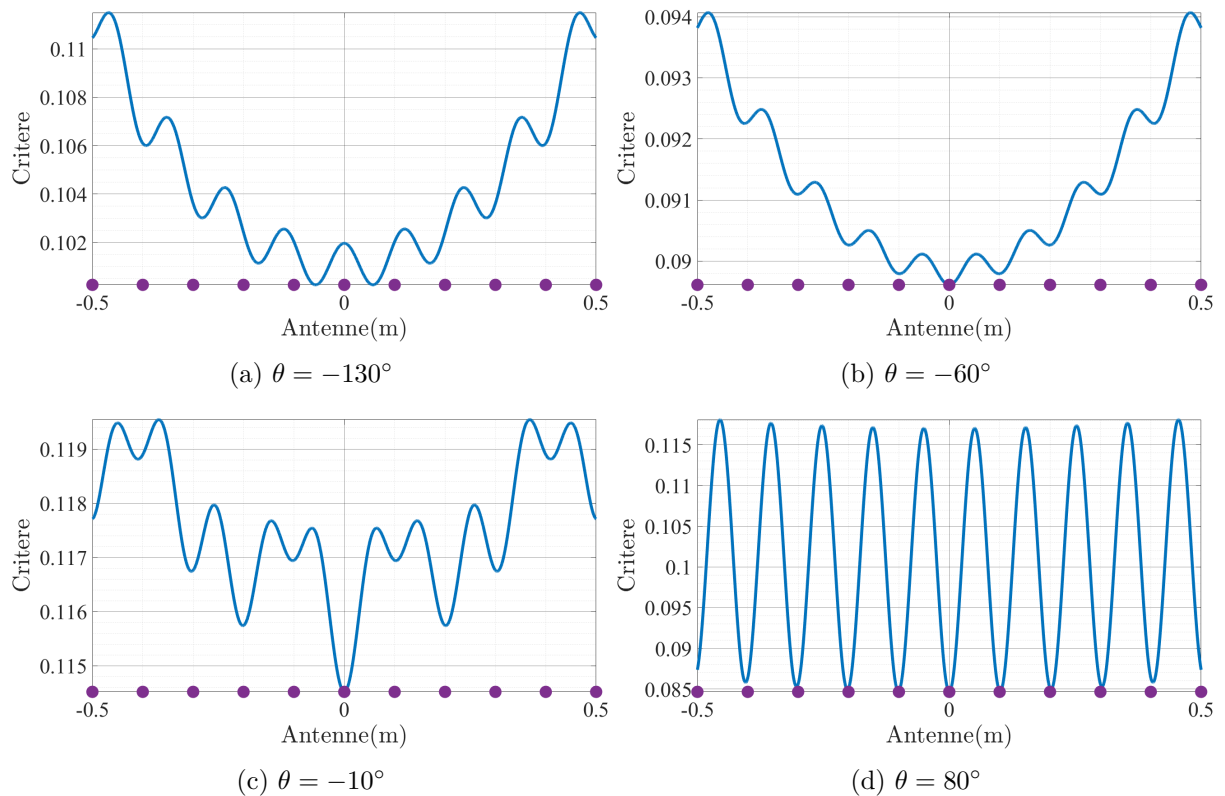 0.11
0.108
0.106
0.104
0.102
Critere
-0.5 0 0.5
Antenne(m)
(a) θ = −130°
0.094
0.093
0.092
0.091
0.09
Critere
-0.5 0 0.5
Antenne(m)
(b) θ = −60°
0.119
0.118
0.117
0.116
0.115
Critere
-0.5 0 0.5
Antenne(m)
(c) θ = −10°
0.115
0.11
0.105
0.1
0.095
0.09
0.085
Critere
-0.5 0 0.5
Antenne(m)
(d) θ = 80°